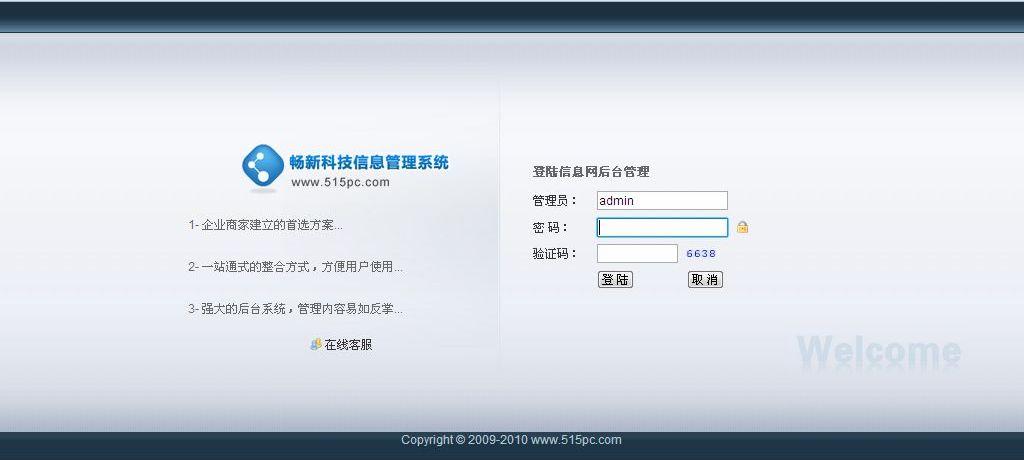 畅新科技信息管理系统
www.515pc.com
1- 企业商家建立的首选方案...
2- 一站通式的整合方式，方便用户使用...
3- 强大的后台系统，管理内容易如反掌...
在线客服
登陆信息网后台管理
管理员： admin
密 码：
验证码： 6638
登 陆 取 消
Welcome
Copyright © 2009-2010 www.515pc.com